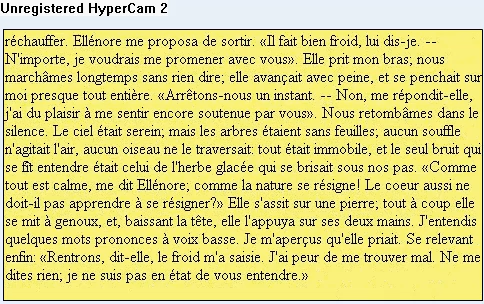 Unregistered HyperCam 2
réchauffer. Ellénore me proposa de sortir. «Il fait bien froid, lui dis-je. --
N'importe, je voudrais me promener avec vous». Elle prit mon bras; nous
marchâmes longtemps sans rien dire; elle avançait avec peine, et se penchait sur
moi presque tout entière. «Arrêtons-nous un instant. -- Non, me répondit-elle,
j'ai du plaisir à me sentir encore soutenue par vous». Nous retombâmes dans le
silence. Le ciel était serein; mais les arbres étaient sans feuilles; aucun souffle
n'agitait l'air, aucun oiseau ne le traversait: tout était immobile, et le seul bruit qui
se fît entendre était celui de l'herbe glacée qui se brisait sous nos pas. «Comme
tout est calme, me dit Ellénore; comme la nature se résigne! Le coeur aussi ne
doit-il pas apprendre à se résigner?» Elle s'assit sur une pierre; tout à coup elle
se mit à genoux, et, baissant la tête, elle l'appuya sur ses deux mains. J'entendis
quelques mots prononcés à voix basse. Je m'aperçus qu'elle priait. Se relevant
enfin: «Rentrons, dit-elle, le froid m'a saisie. J'ai peur de me trouver mal. Ne me
dites rien; je ne suis pas en état de vous entendre.»